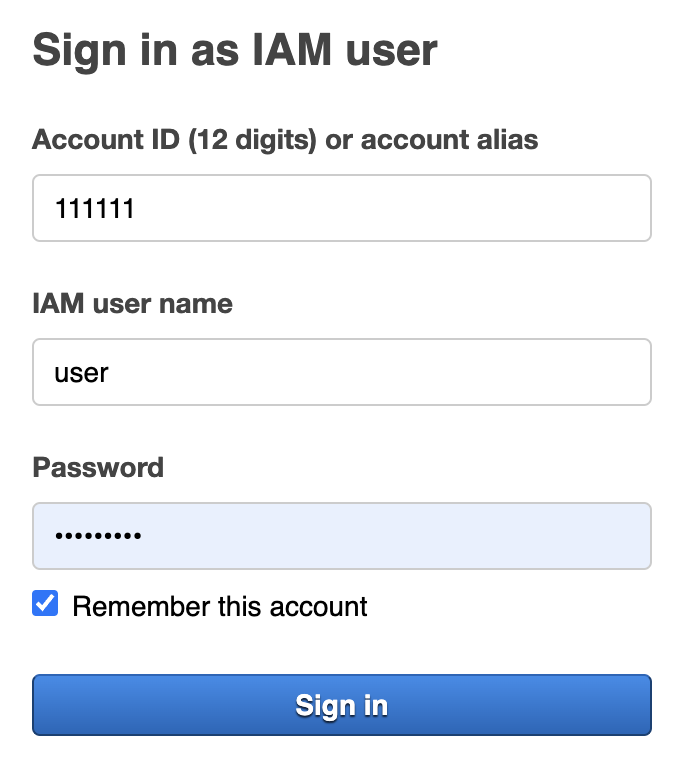 Sign in as IAM user
Account ID (12 digits) or account alias
111111
IAM user name
user
Password
•••••••••
Remember this account
Sign in